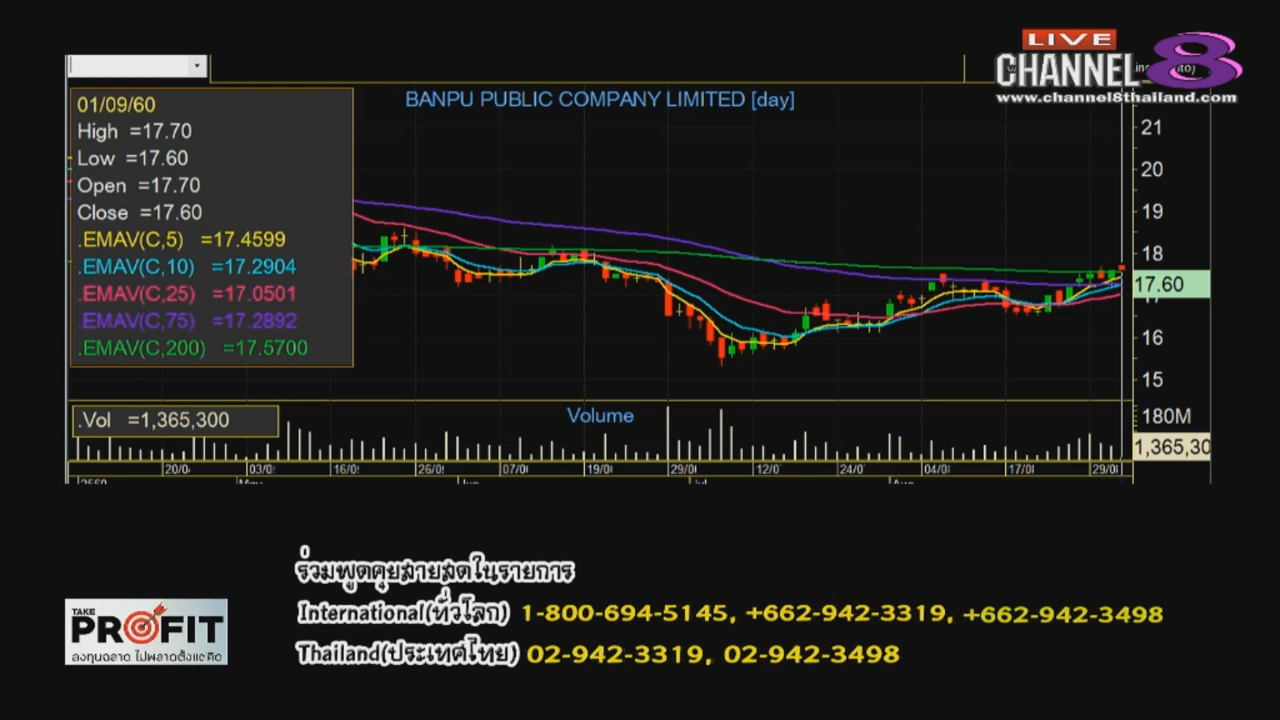 LIVE
CHANNEL 8
www.channel8thailand.com
BANPU PUBLIC COMPANY LIMITED [day]
01/09/60
High =17.70
Low =17.60
Open =17.70
Close =17.60
.EMAV(C,5) =17.4599
.EMAV(C,10) =17.2904
.EMAV(C,25) =17.0501
.EMAV(C,75) =17.2892
.EMAV(C,200) =17.5700
21
20
19
18
17.60
16
15
.Vol =1,365,300
Volume
180M
1,365,30
20/0 03/0 16/0 26/0 07/0 19/0 29/0 12/0 24/0 04/0 17/0 29/0
ร่วมพูดคุยสายสดในรายการ
International(ทั่วโลก) 1-800-694-5145, +662-942-3319, +662-942-3498
Thailand(ประเทศไทย) 02-942-3319, 02-942-3498
TAKE
PROFIT
ลงทุนฉลาด ไม่พลาดตั้งแต่คิด